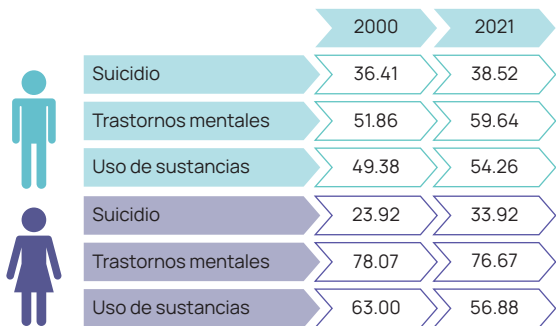 2000 2021
Suicidio 36.41 38.52
Trastornos mentales 51.86 59.64
Uso de sustancias 49.38 54.26
Suicidio 23.92 33.92
Trastornos mentales 78.07 76.67
Uso de sustancias 63.00 56.88